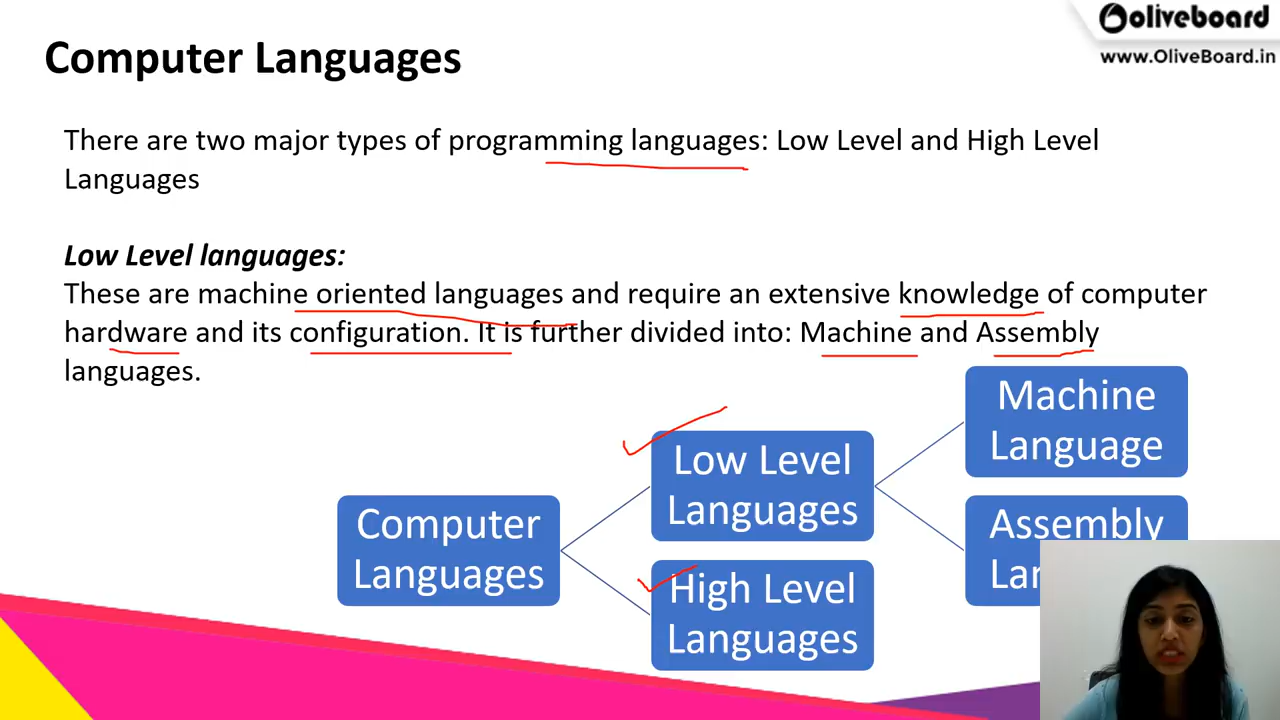 oliveboard
www.OliveBoard.in
Computer Languages
There are two major types of programming languages: Low Level and High Level
Languages
Low Level languages:
These are machine oriented languages and require an extensive knowledge of computer
hardware and its configuration. It is further divided into: Machine and Assembly
languages.
Computer
Languages
Low Level
Languages
High Level
Languages
Machine
Language
Assembly